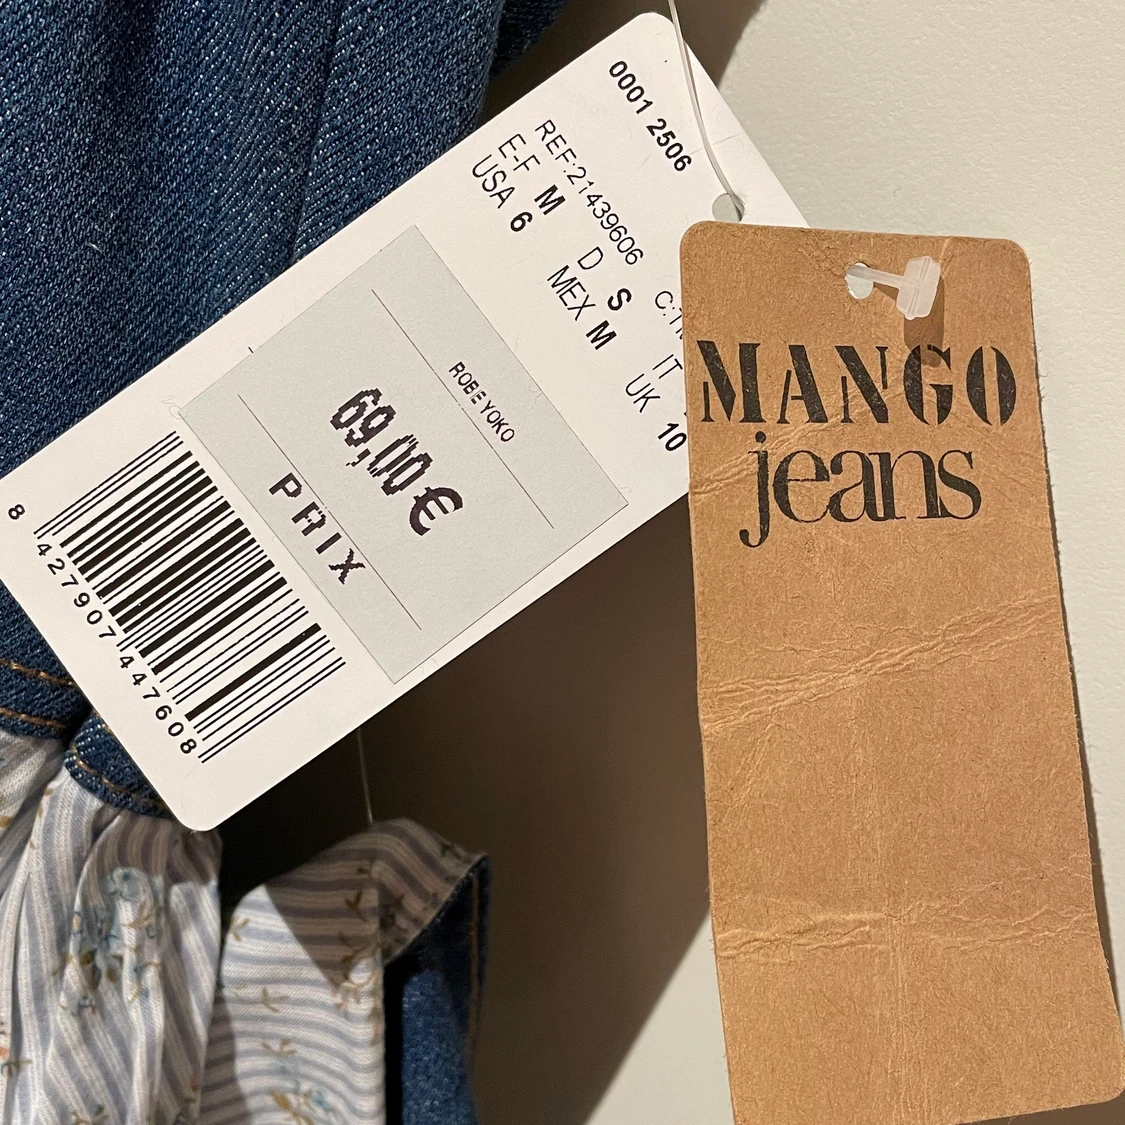 0001 2506
REF:21439606
E-F M D S IT
USA 6 MEX M UK 10
ROBE YOKO
69,00 €
PRIX
8 427907 447608
MANGO
jeans